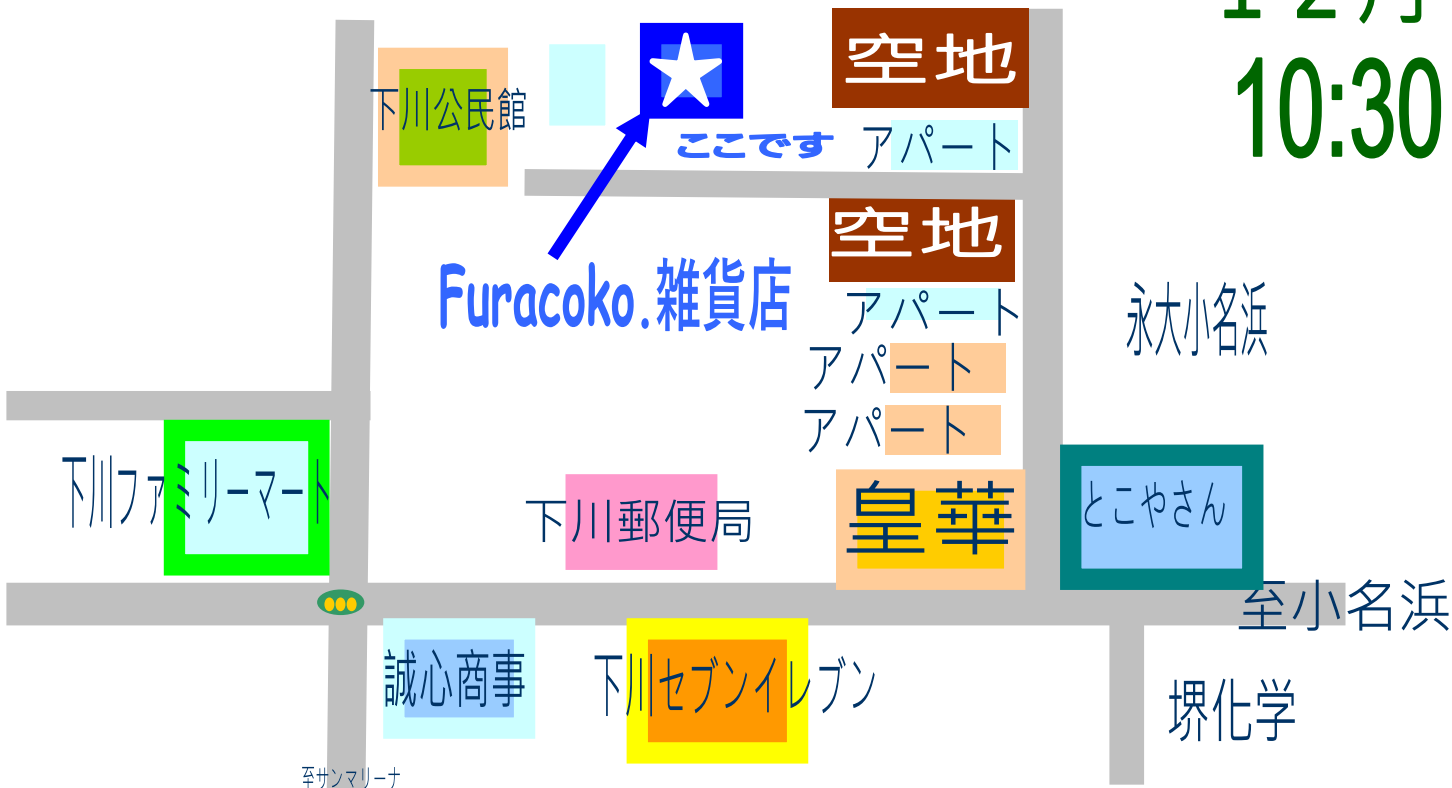 12月
10:30
空地
下川公民館
ここです
アパート
空地
Furacoko.雑貨店
アパート
永大小名浜
アパート
アパート
下川ファミリーマート
下川郵便局
皇華
とこやさん
至小名浜
誠心商事
下川セブンイレブン
堺化学
至サンマリーナ